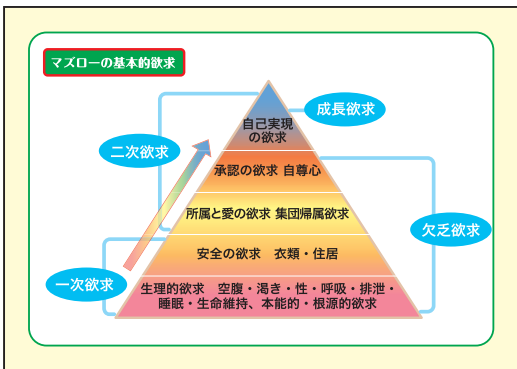 マズローの基本的欲求
成長欲求
自己実現
の欲求
二次欲求
承認の欲求 自尊心
所属と愛の欲求 集団帰属欲求
欠乏欲求
安全の欲求 衣類・住居
一次欲求
生理的欲求 空腹・渇き・性・呼吸・排泄・
睡眠・生命維持、本能的・根源的欲求